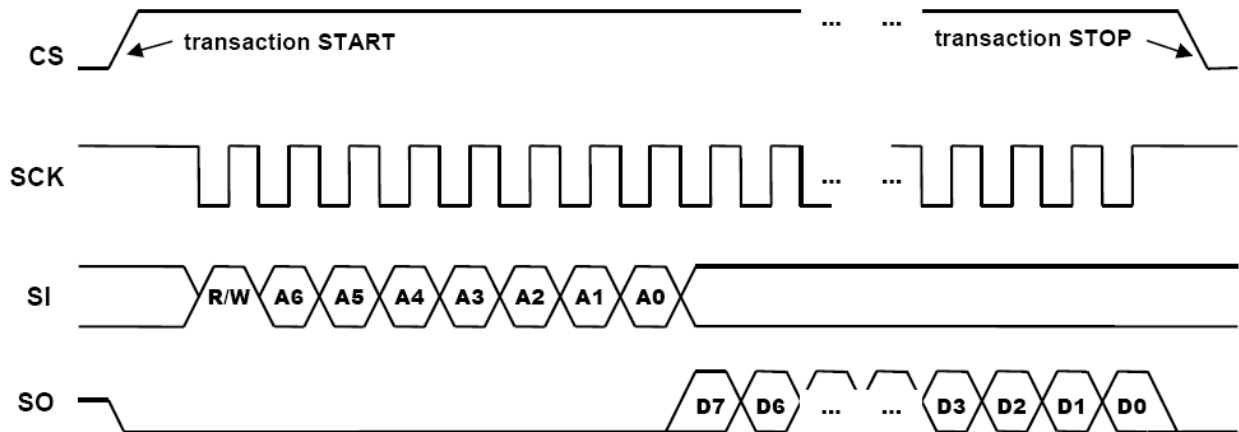 ... ...
CS transaction START transaction STOP
SCK ... ...
SI R/W A6 A5 A4 A3 A2 A1 A0
SO D7 D6 ... ... D3 D2 D1 D0